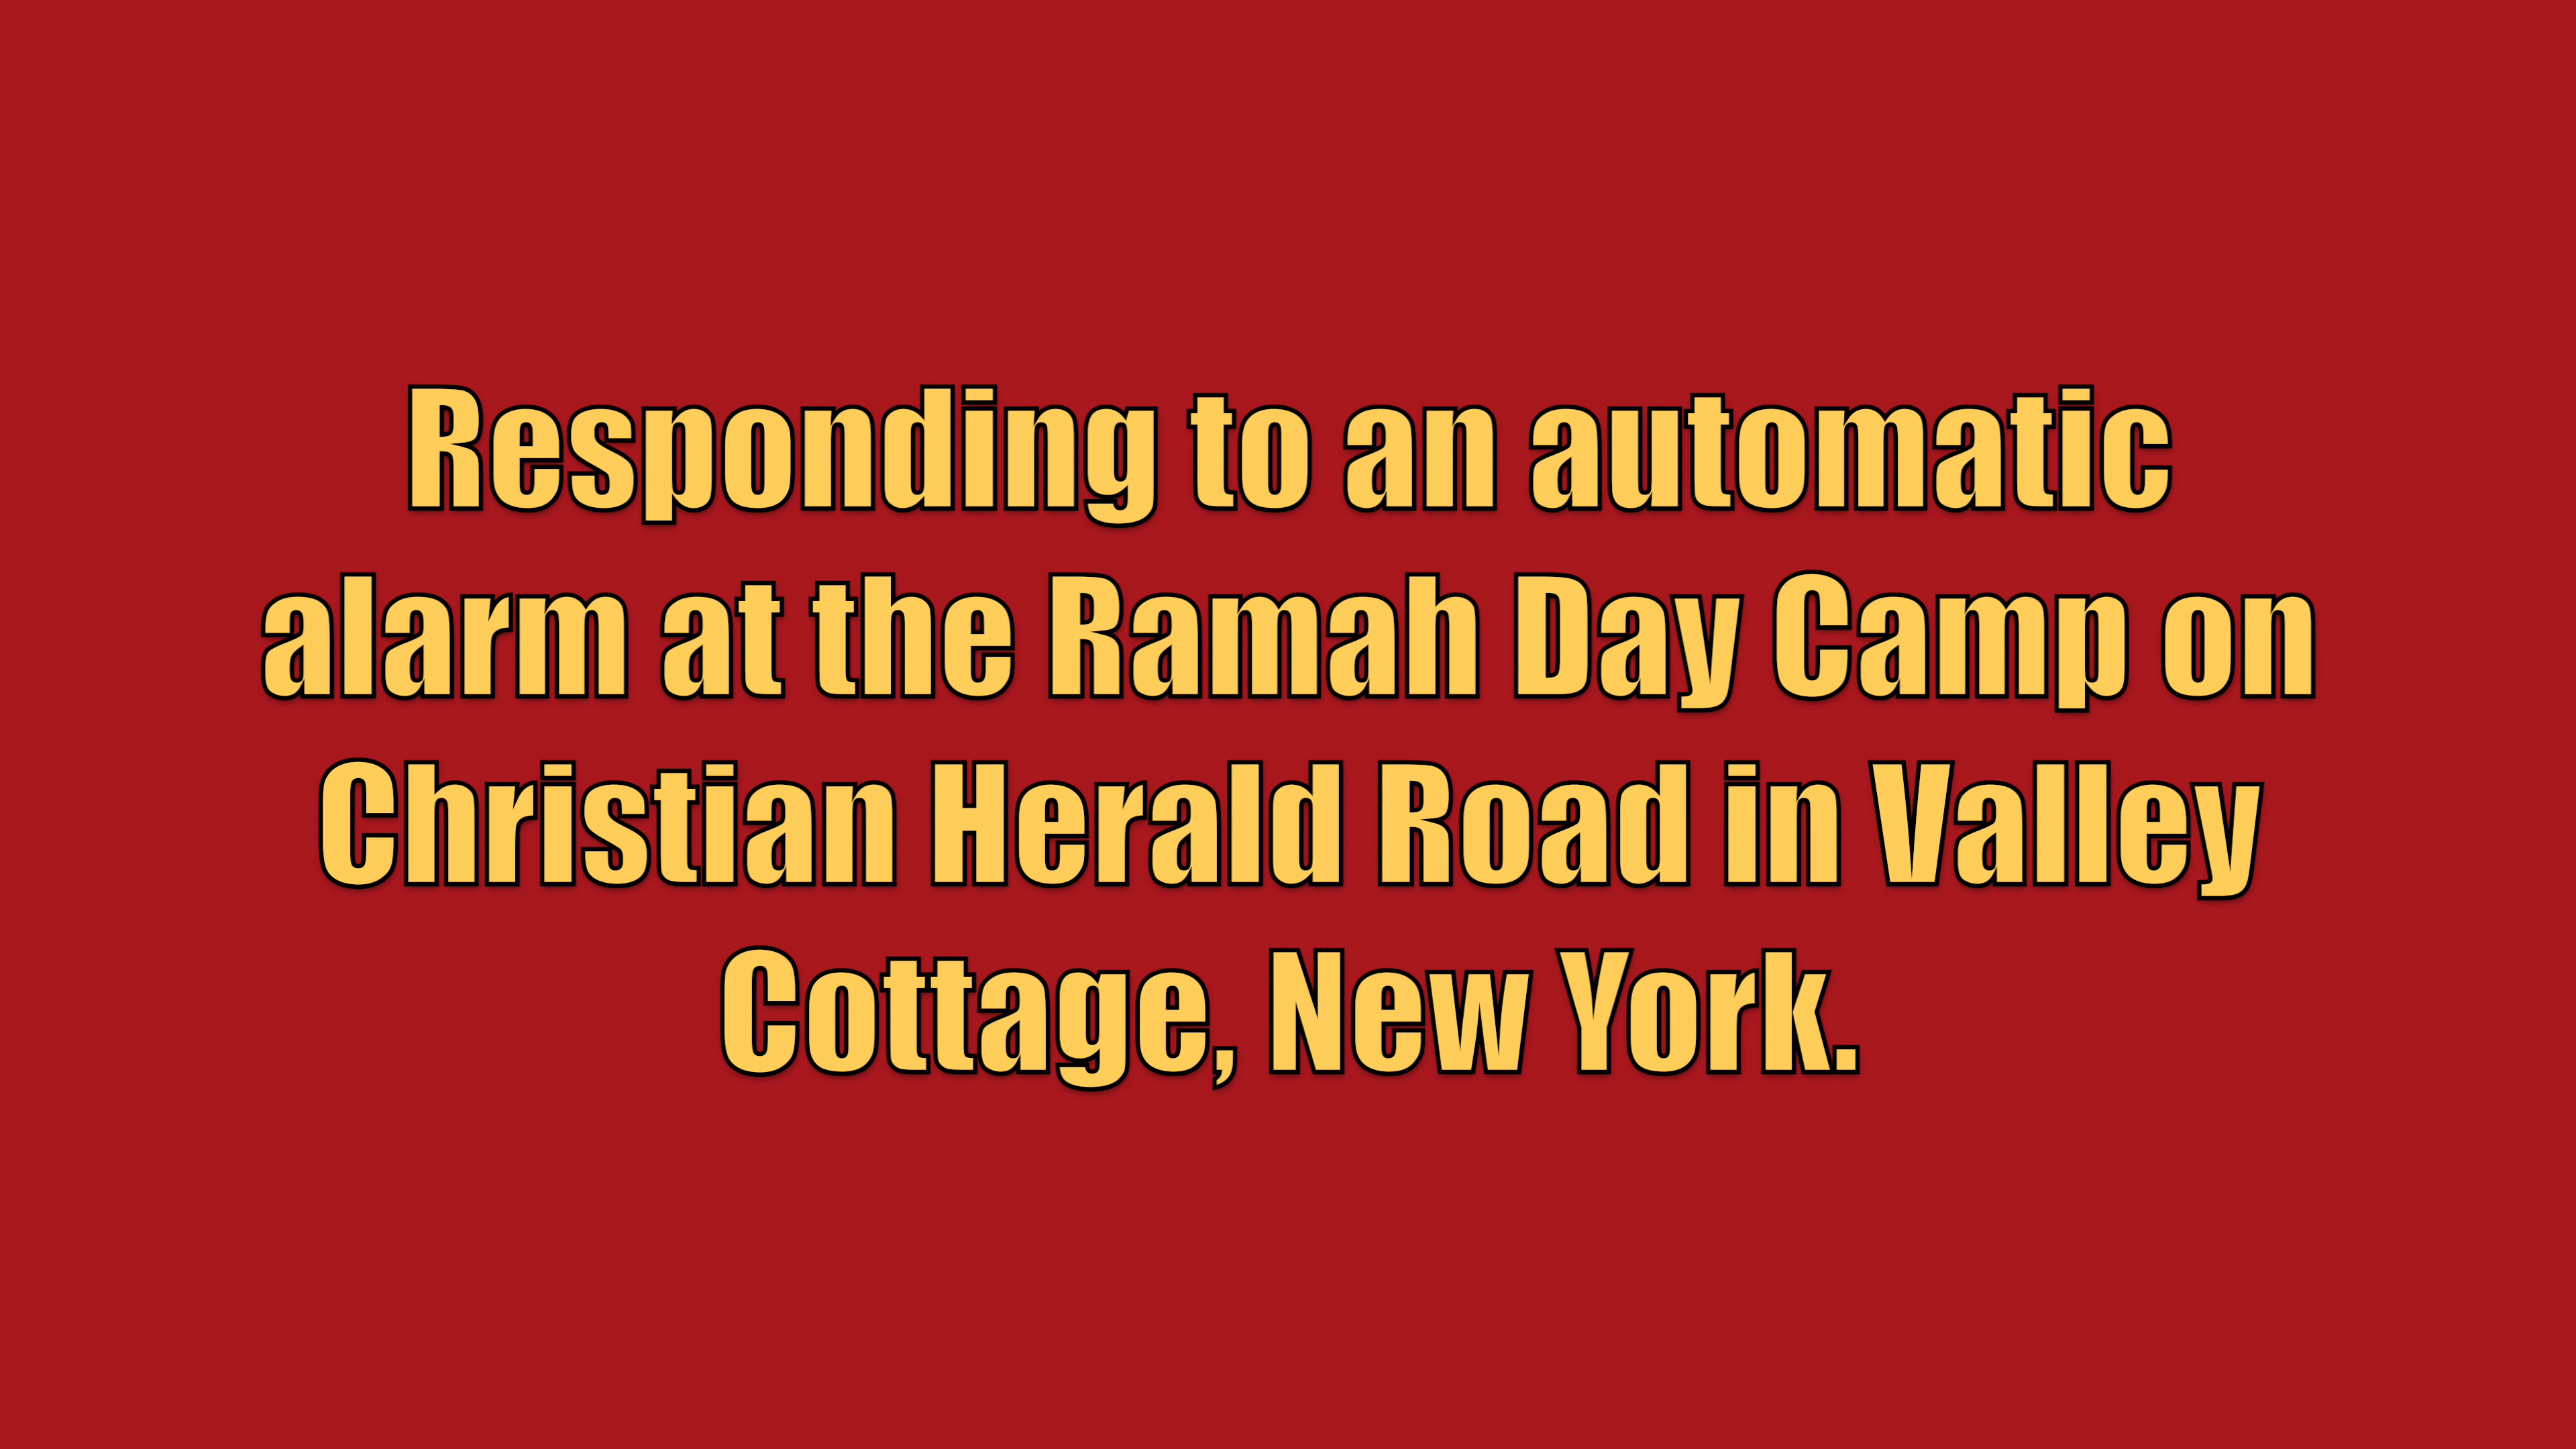 Responding to an automatic
alarm at the Ramah Day Camp on
Christian Herald Road in Valley
Cottage, New York.